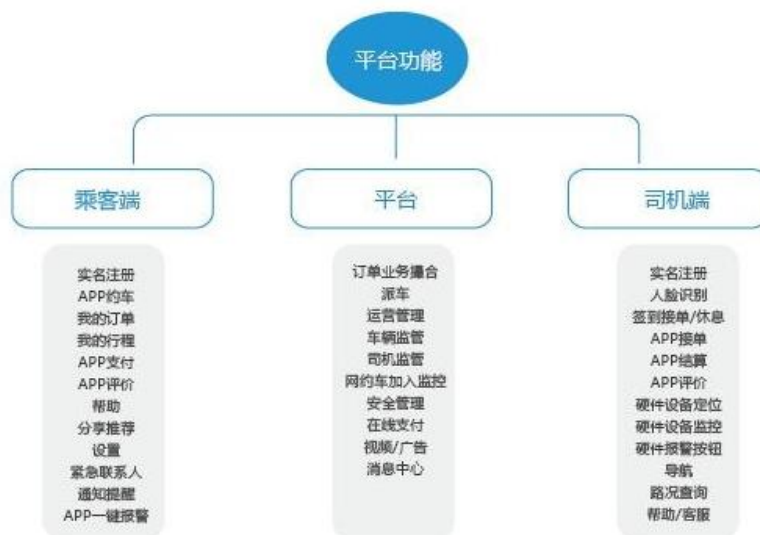 平台功能
乘客端
平台
司机端
实名注册
APP约车
我的订单
我的行程
APP支付
APP评价
帮助
分享推荐
设置
紧急联系人
通知提醒
APP一键报警
订单业务撮合
派车
运营管理
车辆监管
司机监管
网约车加入监控
安全管理
在线支付
视频/广告
消息中心
实名注册
人脸识别
签到接单/休息
APP接单
APP结算
APP评价
硬件设备定位
硬件设备监控
硬件报警按钮
导航
路况查询
帮助/客服